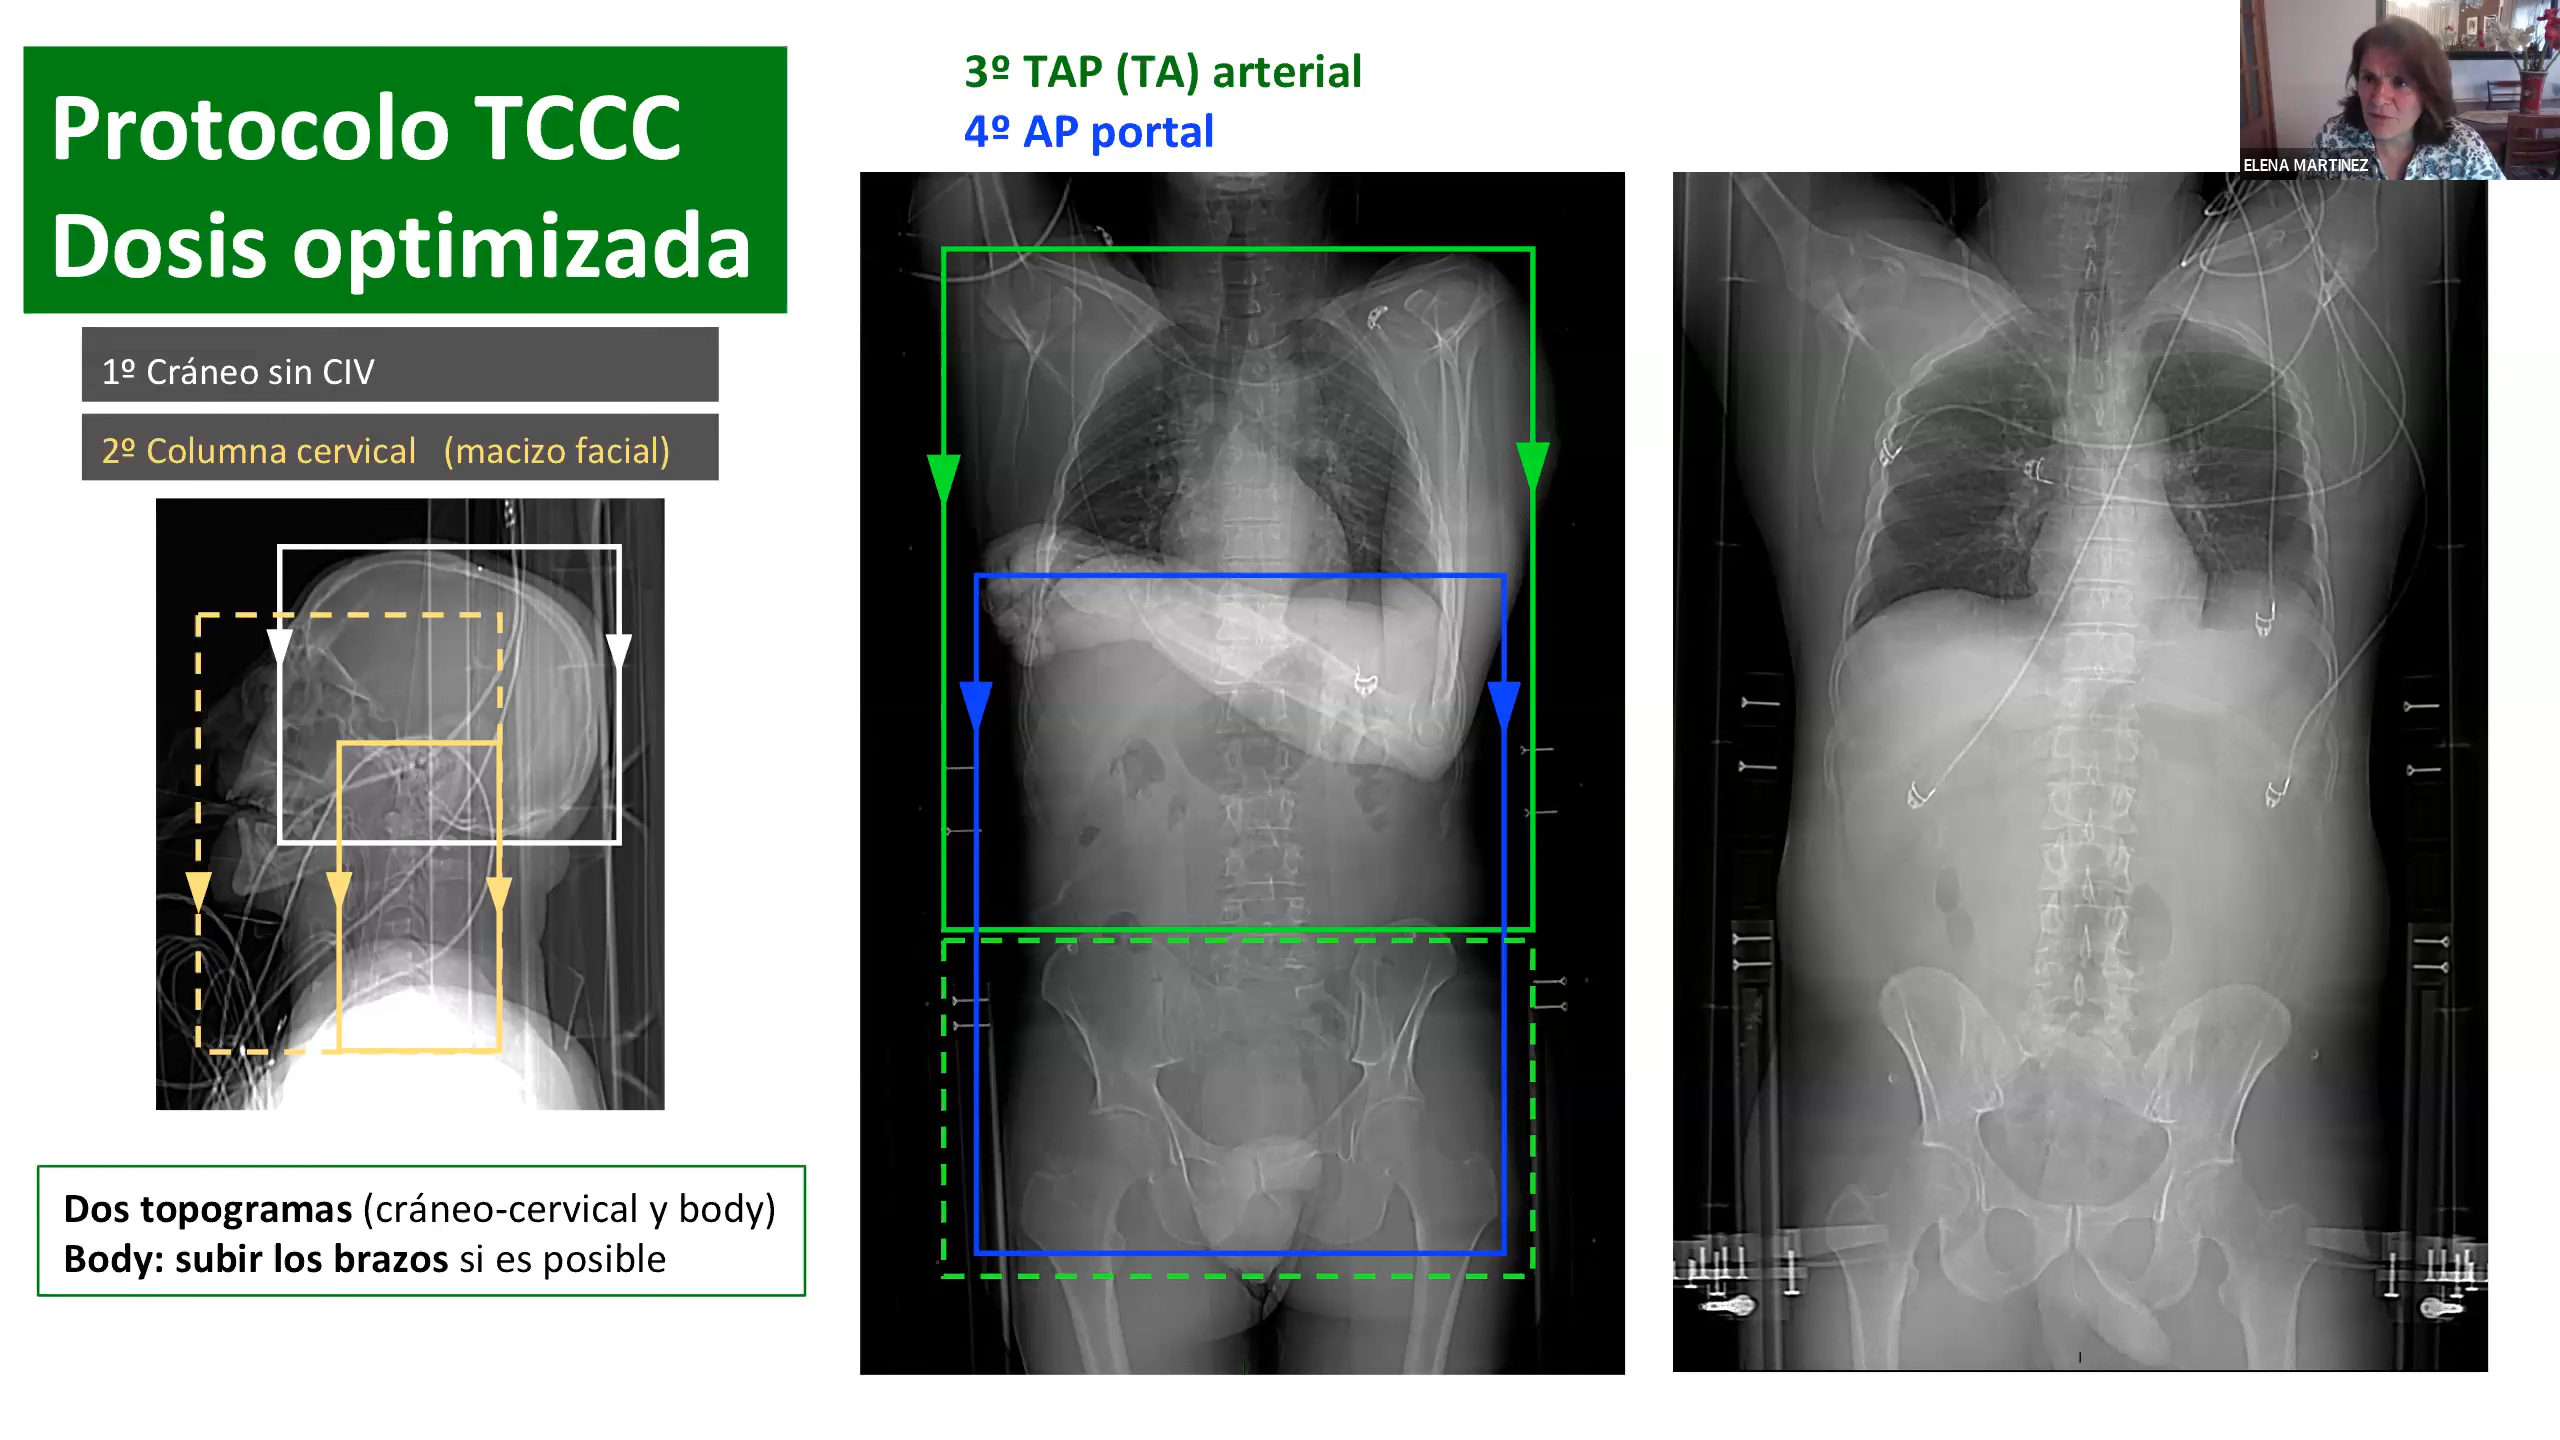 Protocolo TCCC
Dosis optimizada
1º Cráneo sin CIV
2º Columna cervical (macizo facial)
Dos topogramas (cráneo-cervical y body)
Body: subir los brazos si es posible
3º TAP (TA) arterial
4º AP portal
ELENA MARTINEZ